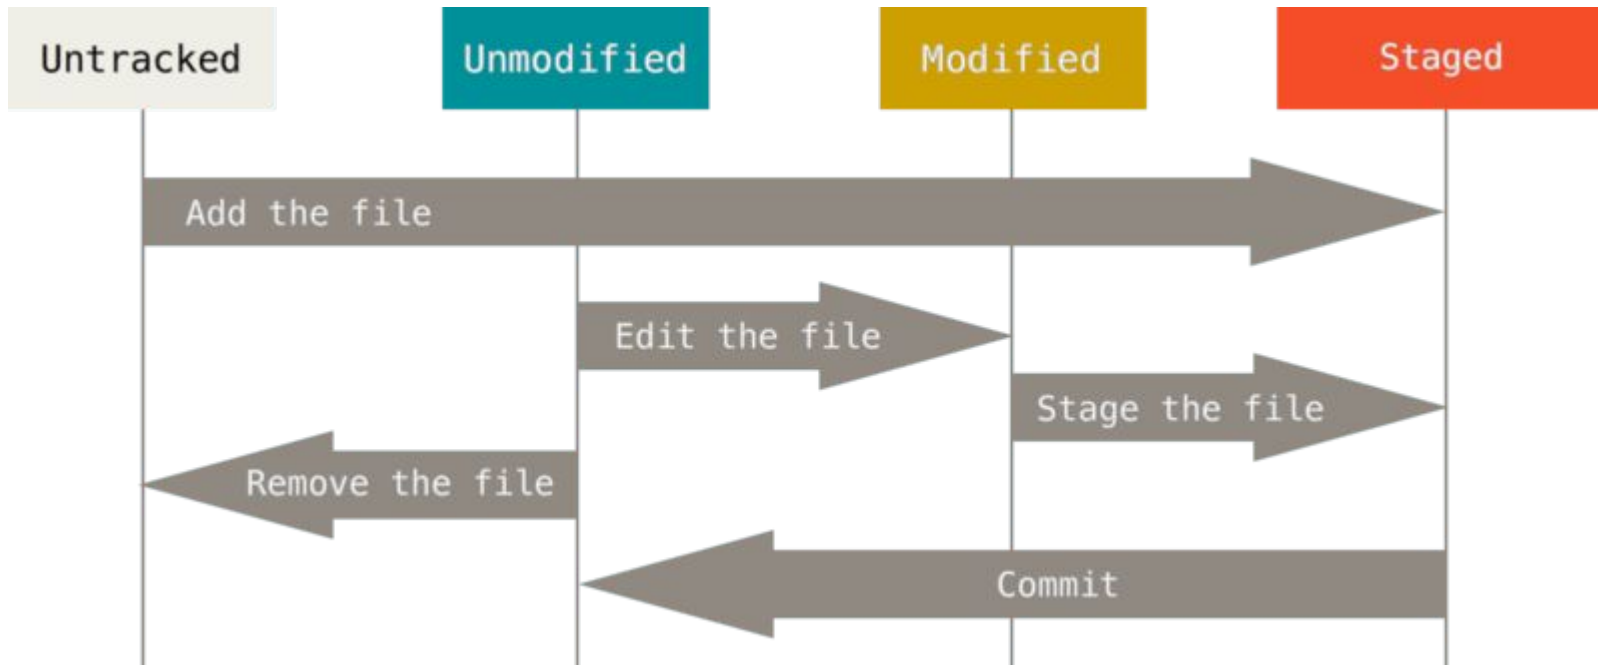 Untracked
Unmodified
Modified
Staged
Add the file
Edit the file
Stage the file
Remove the file
Commit